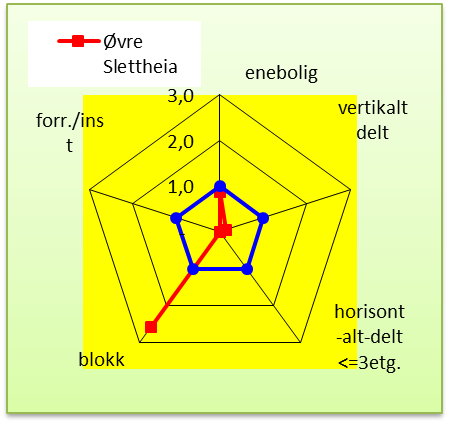 Øvre
Slettheia
enebolig
3,0
vertikalt
delt
forr./ins
t
2,0
1,0
-
horisont
-alt-delt
<=3etg.
blokk